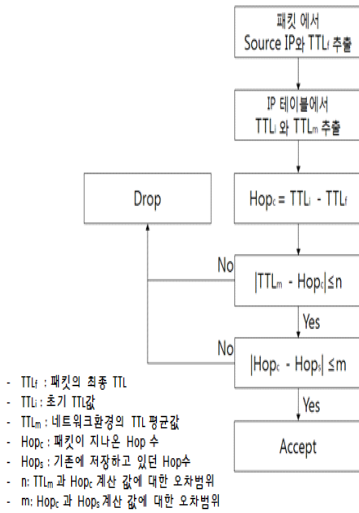 패킷 에서
Source IP와 TTLf 추출
IP 테이블에서
TTLi 와 TTLm 추출
Drop
Hopc = TTLi - TTLf
No
|TTLm - Hopc|≤n
Yes
No
|Hopc - Hops|≤m
Yes
Accept
- TTLf : 패킷의 최종 TTL
- TTLi : 초기 TTL값
- TTLm : 네트워크환경의 TTL 평균값
- Hopc : 패킷이 지나온 Hop 수
- Hops : 기존에 저장하고 있던 Hop수
- n: TTLm 과 Hopc 계산 값에 대한 오차범위
- m: Hopc 과 Hops 계산 값에 대한 오차범위